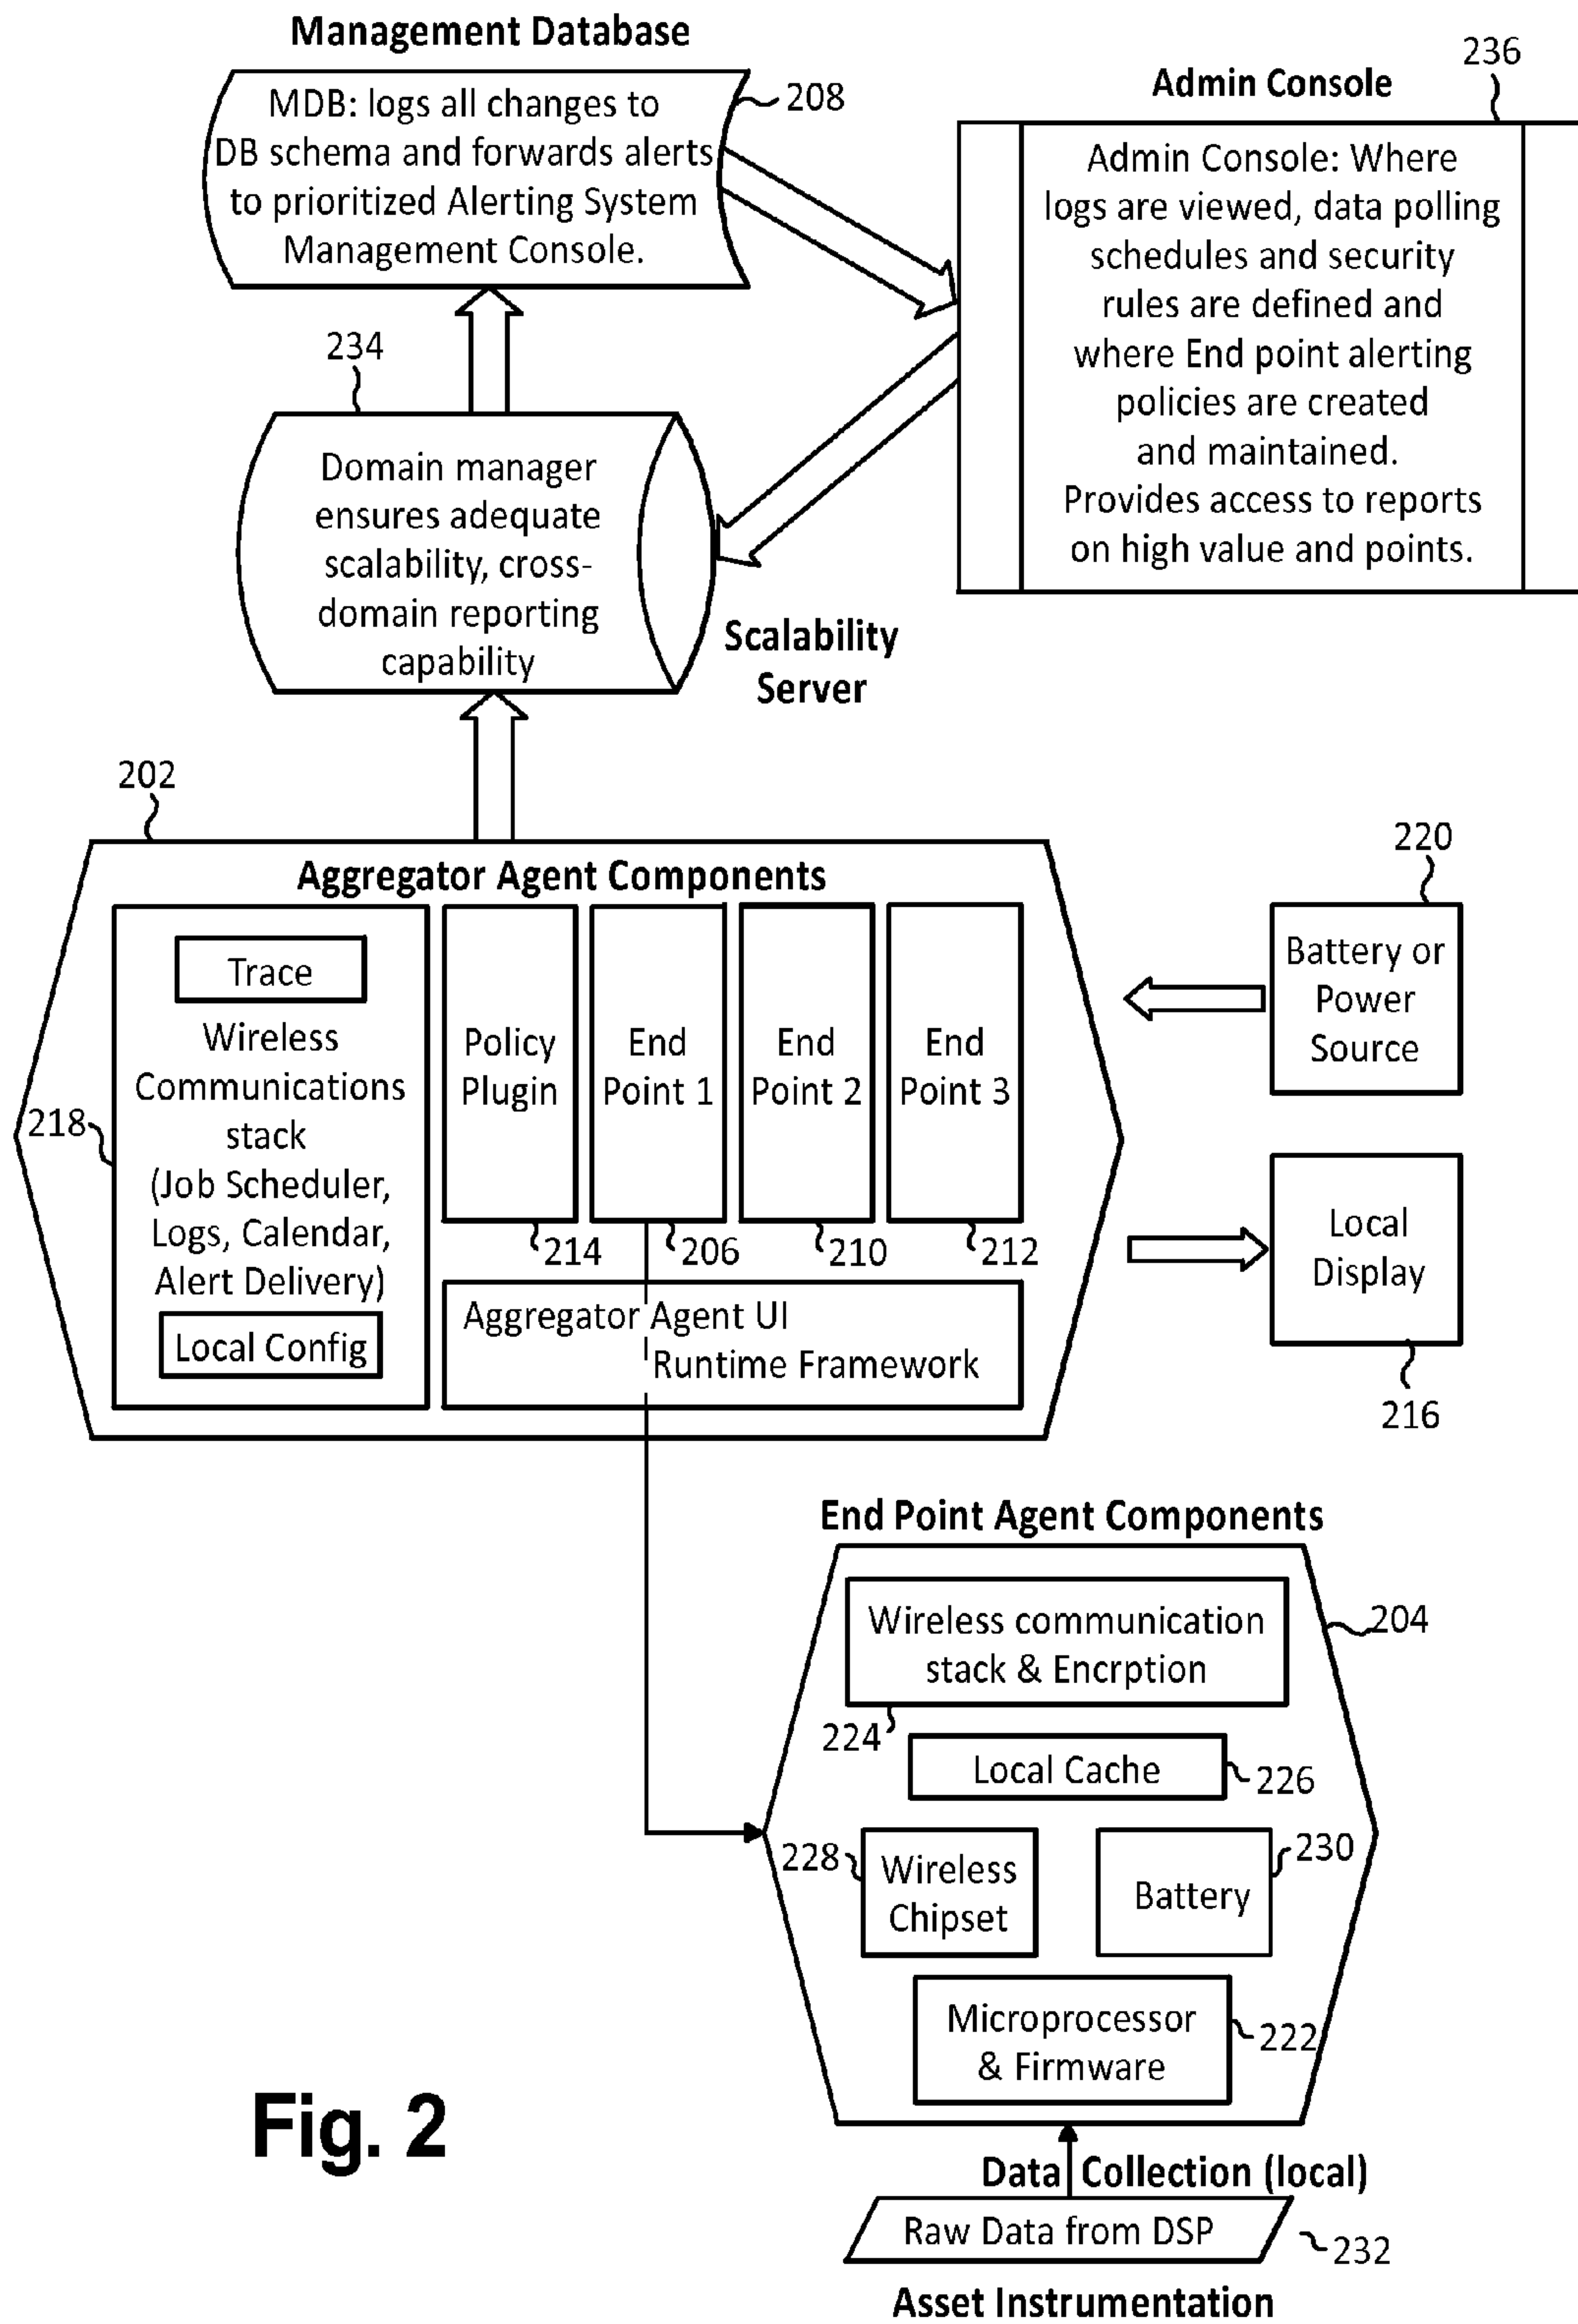 Management Database
MDB: logs all changes to
DB schema and forwards alerts
to prioritized Alerting System
Management Console.
208
236
Admin Console
Admin Console: Where
logs are viewed, data polling
schedules and security
rules are defined and
where End point alerting
policies are created
and maintained.
Provides access to reports
on high value and points.
234
Domain manager
ensures adequate
scalability, cross-
domain reporting
capability
Scalability
Server
202
Aggregator Agent Components
Trace
Wireless
Communications
stack
(Job Scheduler,
Logs, Calendar,
Alert Delivery)
Local Config
218
Policy
Plugin
214
End
Point 1
206
End
Point 2
210
End
Point 3
212
Aggregator Agent UI
Runtime Framework
220
Battery or
Power
Source
Local
Display
216
End Point Agent Components
Wireless communication
stack & Encrption
204
224
Local Cache
226
228
Wireless
Chipset
Battery
230
Microprocessor
& Firmware
222
Data Collection (local)
Raw Data from DSP
232
Asset Instrumentation
Fig. 2